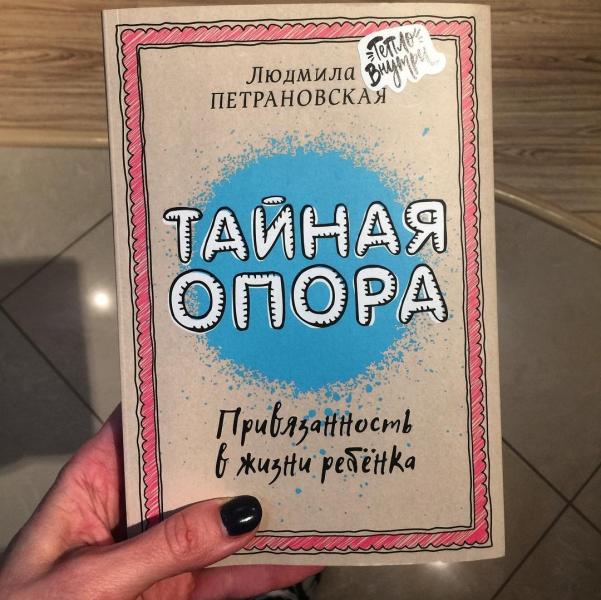 Тепло
Внутри
Людмила
ПЕТРАНОВСКАЯ
ТАЙНАЯ
ОПОРА
Привязанность
в жизни ребёнка